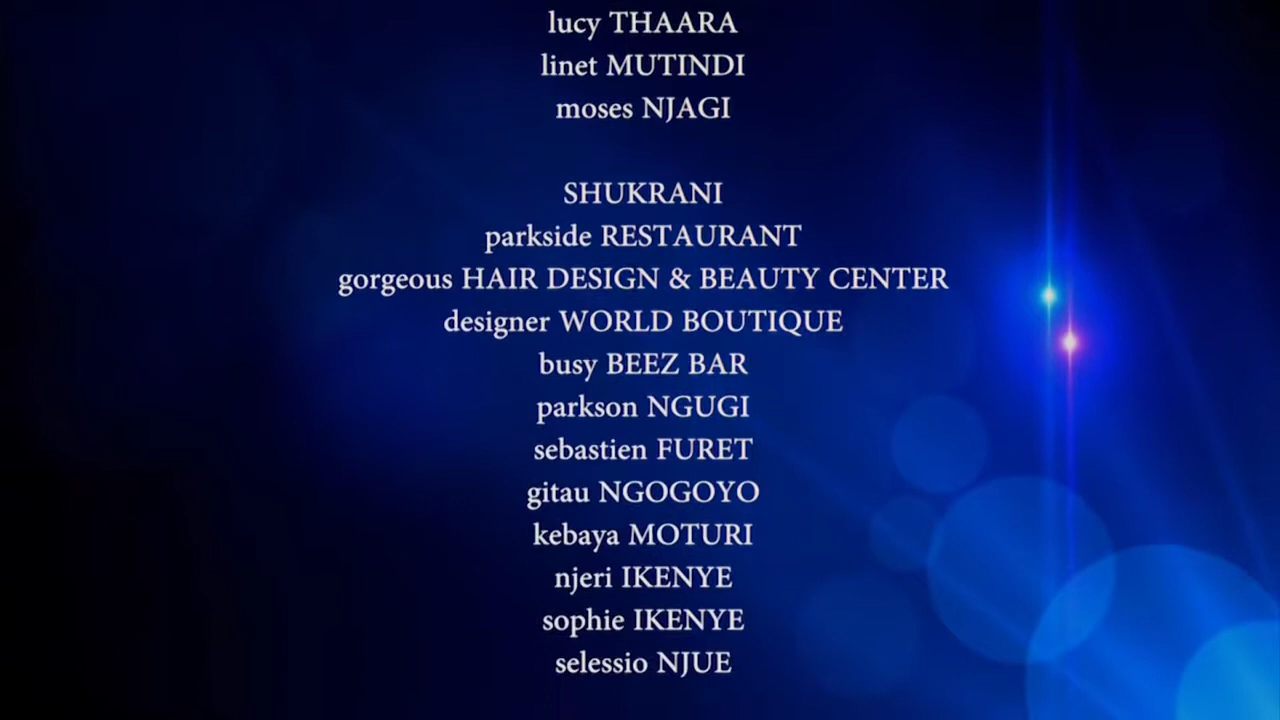 lucy THAARA
linet MUTINDI
moses NJAGI
SHUKRANI
parkside RESTAURANT
gorgeous HAIR DESIGN & BEAUTY CENTER
designer WORLD BOUTIQUE
busy BEEZ BAR
parkson NGUGI
sebastien FURET
gitau NGOGOYO
kebaya MOTURI
njeri IKENYE
sophie IKENYE
selessio NJUE